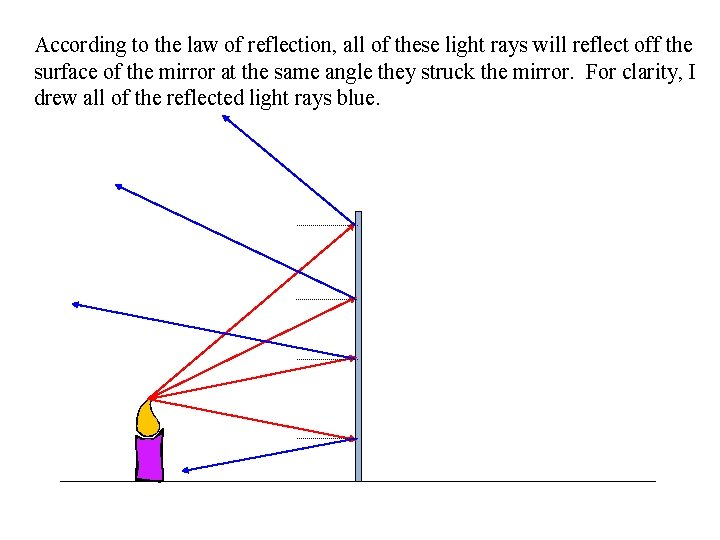 According to the law of reflection, all of these light rays will reflect off the
surface of the mirror at the same angle they struck the mirror.  For clarity, I
drew all of the reflected light rays blue.